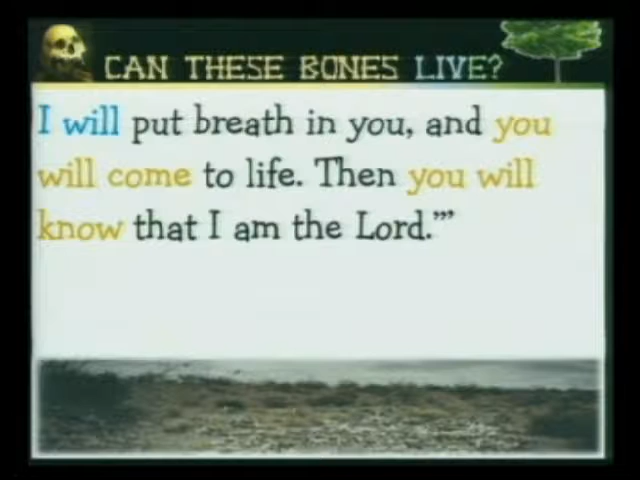 CAN THESE BONES LIVE?
I will put breath in you, and you
will come to life. Then you will
know that I am the Lord.’”